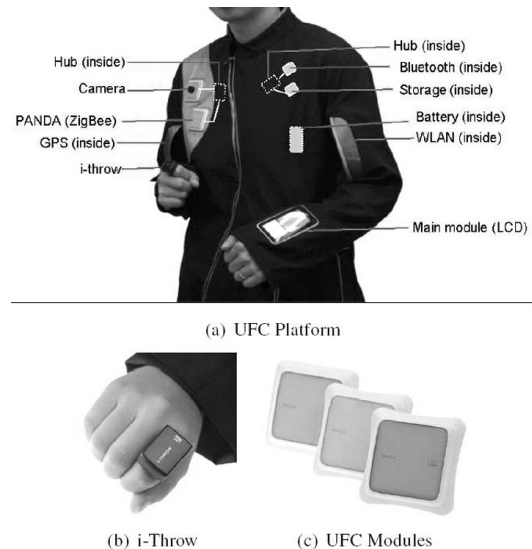 Hub (inside)
Hub (inside)
Bluetooth (inside)
Camera
Storage (inside)
PANDA (ZigBee)
Battery (inside)
GPS (inside)
WLAN (inside)
i-throw
Main module (LCD)
(a) UFC Platform
(b) i-Throw
(c) UFC Modules